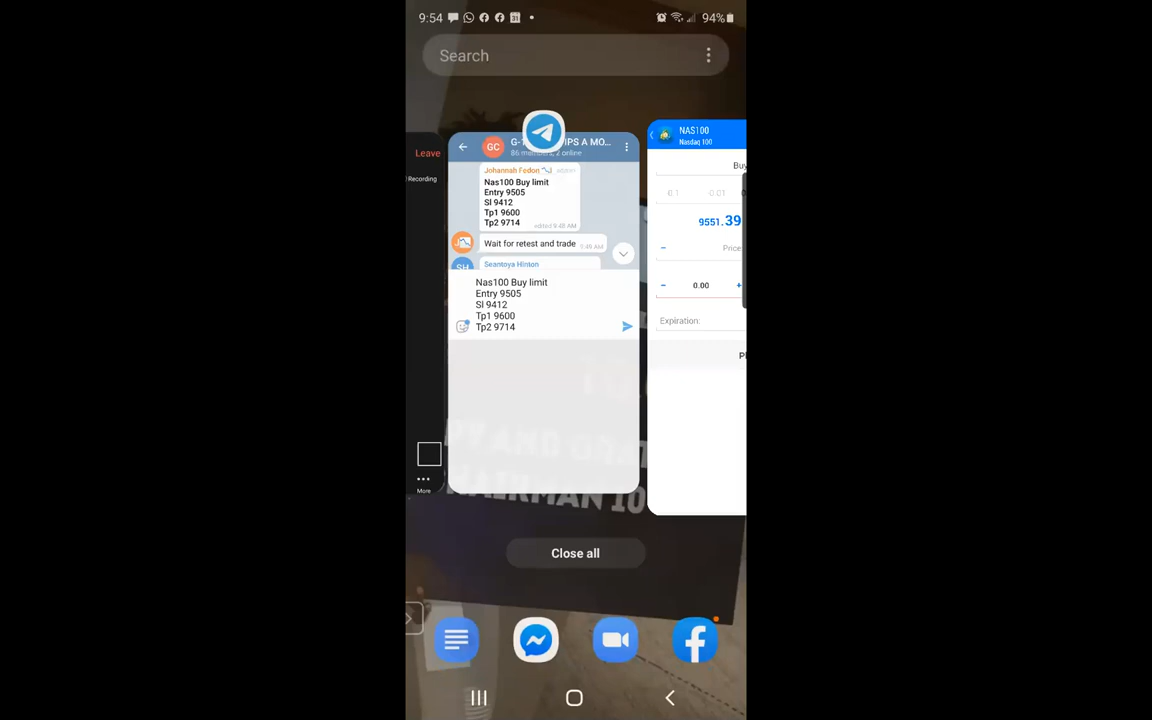 9:54
31
94%
Search
Leave
Recording
More
GC
86 members, 2 online
Johannah Fedon
Nas100 Buy limit
Entry 9505
Sl 9412
Tp1 9600
Tp2 9714
edited 9:48 AM
Wait for retest and trade
SH
Seantoya Hinton
Nas100 Buy limit
Entry 9505
Sl 9412
Tp1 9600
Tp2 9714
NAS100
Nasdaq 100
Buy
0.01
9551.39
Price
- 0.00 +
Expiration:
Close all